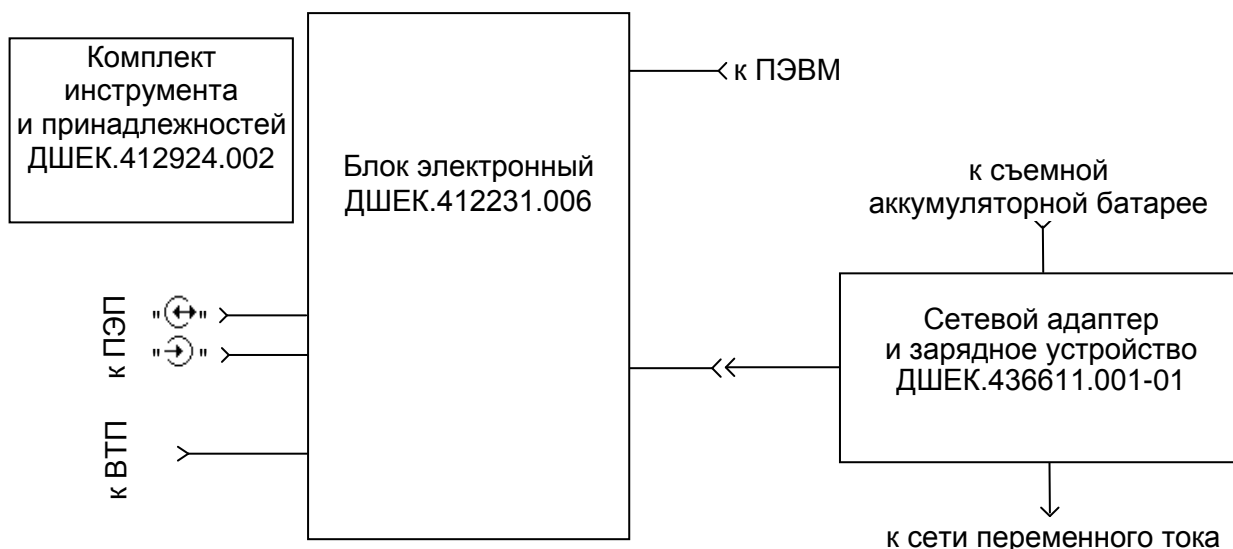 Комплект
инструмента
и принадлежностей
ДШЕК.412924.002
Блок электронный
ДШЕК.412231.006
к ПЭВМ
к съемной
аккумуляторной батарее
к ПЭП
" "
" "
к ВТП
Сетевой адаптер
и зарядное устройство
ДШЕК.436611.001-01
к сети переменного тока